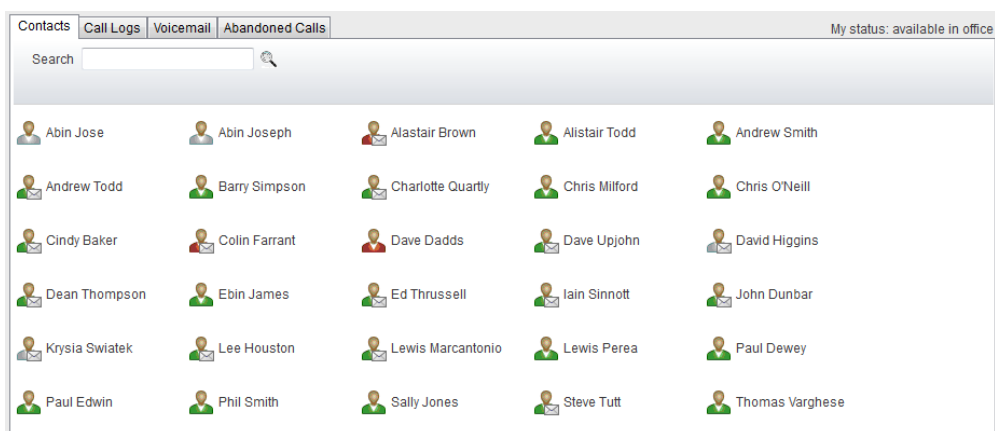 Contacts Call Logs Voicemail Abandoned Calls My status: available in office
Search
Abin Jose Abin Joseph Alastair Brown Alistair Todd Andrew Smith
Andrew Todd Barry Simpson Charlotte Quartly Chris Milford Chris O'Neill
Cindy Baker Colin Farrant Dave Dadds Dave Upjohn David Higgins
Dean Thompson Ebin James Ed Thrussell Iain Sinnott John Dunbar
Krysia Swiatek Lee Houston Lewis Marcantonio Lewis Perea Paul Dewey
Paul Edwin Phil Smith Sally Jones Steve Tutt Thomas Varghese